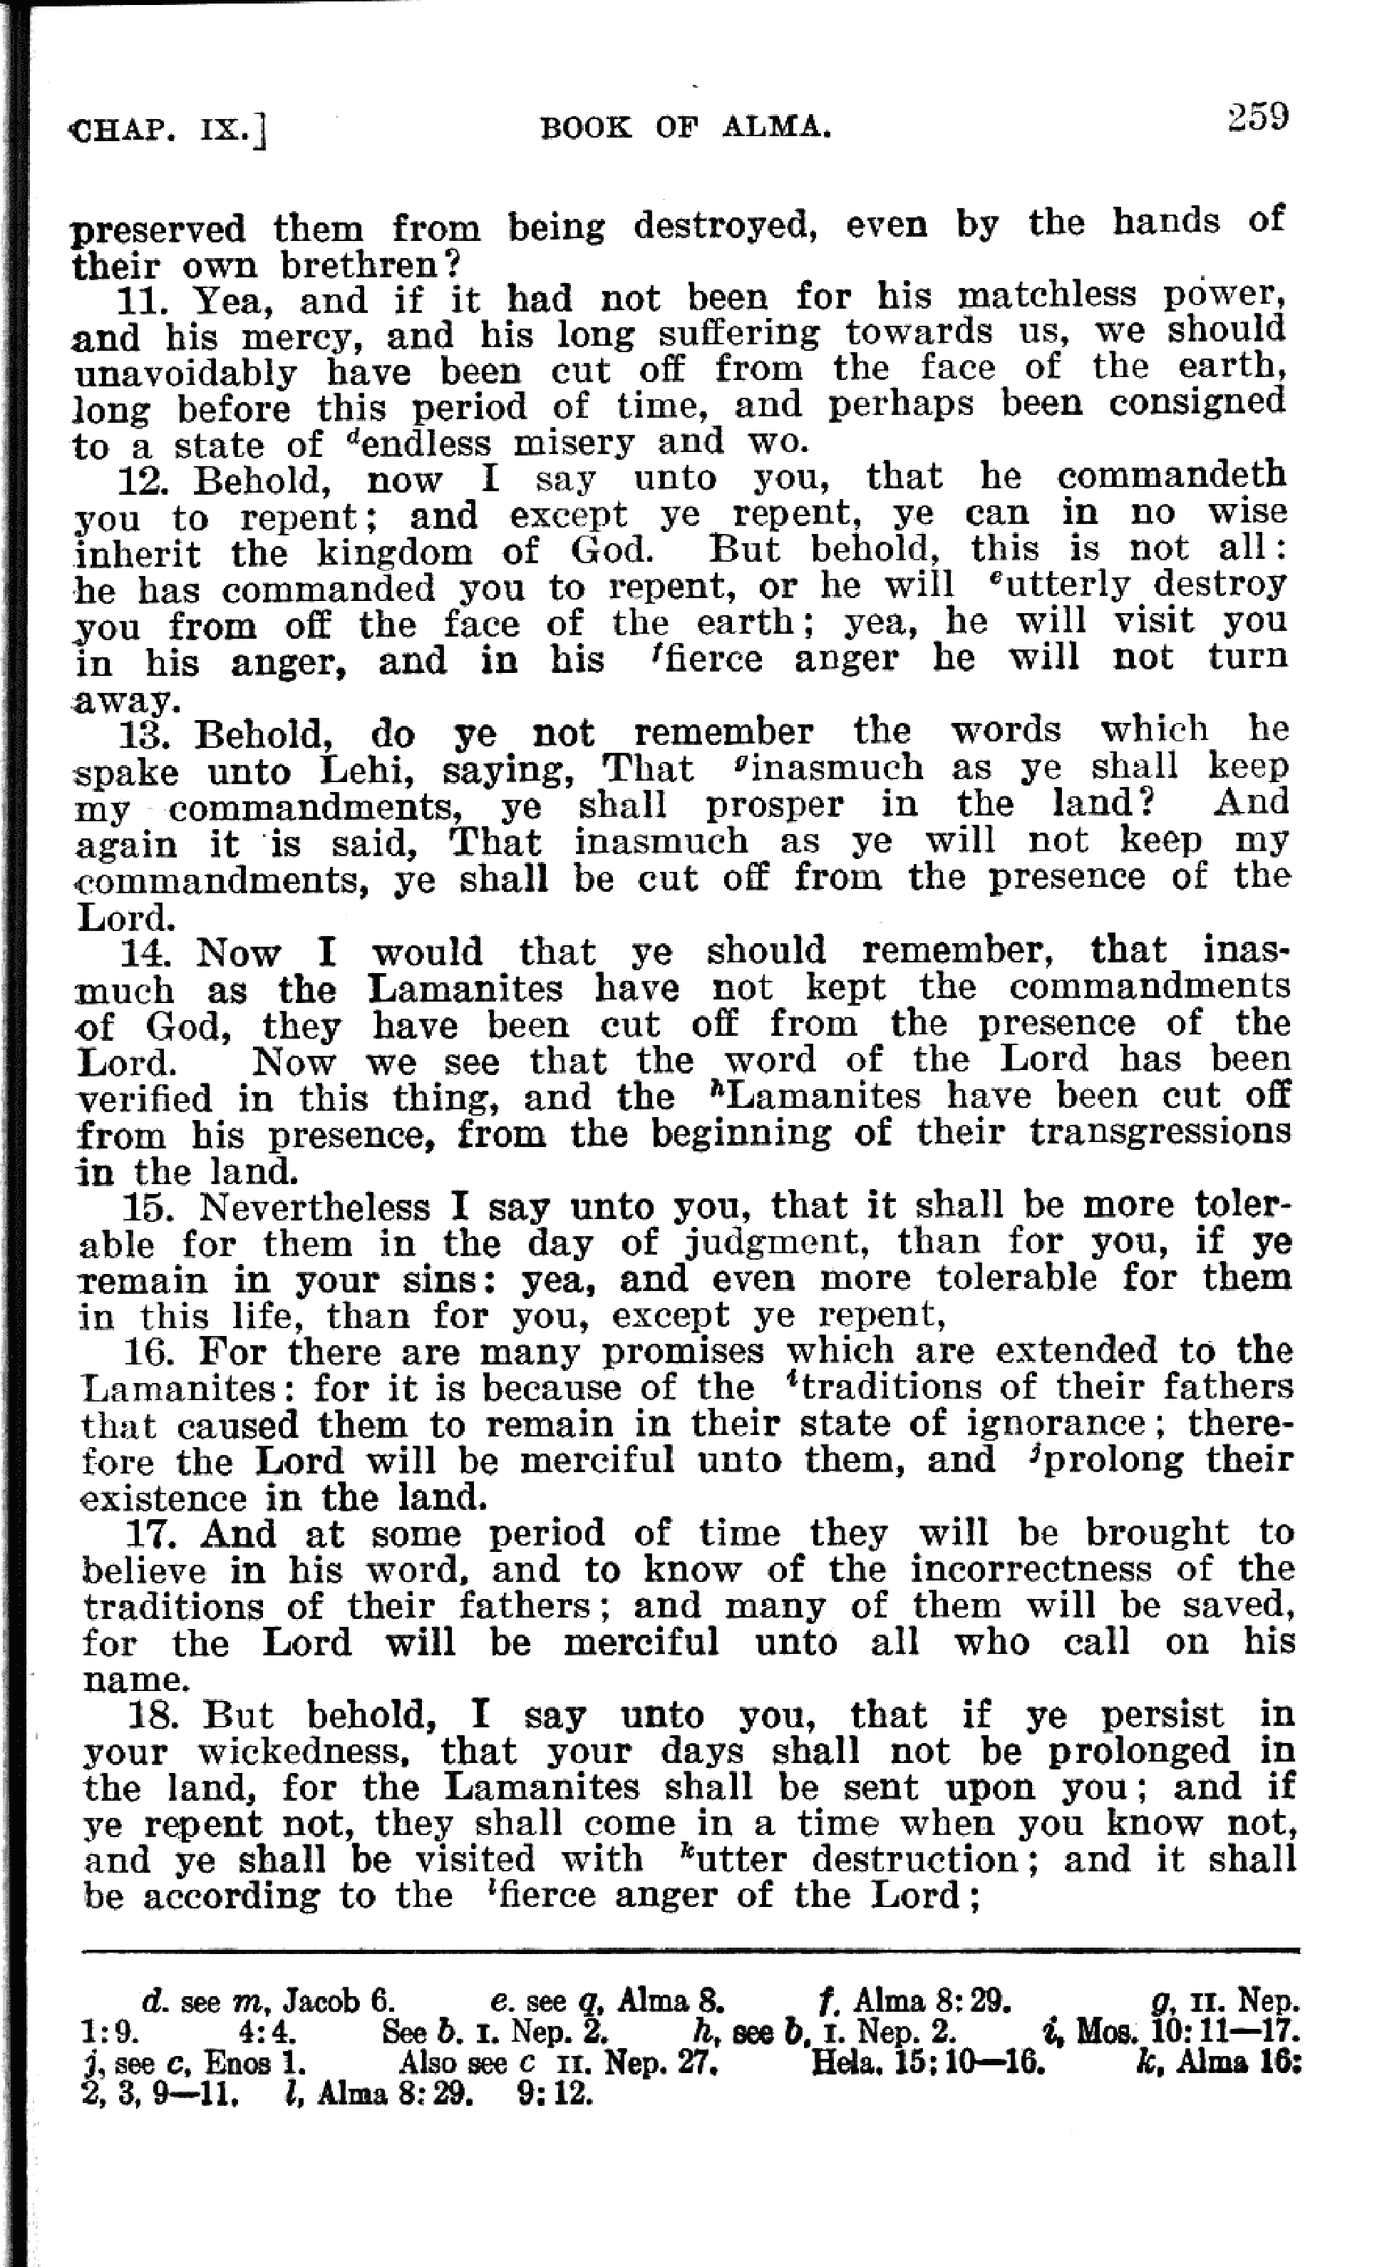 CHAP. IX.] BOOK OF ALMA. 259
preserved them from being destroyed, even by the hands of
their own brethren?
11. Yea, and if it had not been for his matchless power,
and his mercy, and his long suffering towards us, we should
unavoidably have been cut off from the face of the earth,
long before this period of time, and perhaps been consigned
to a state of dendless misery and wo.
12. Behold, now I say unto you, that he commandeth
you to repent; and except ye repent, ye can in no wise
inherit the kingdom of God. But behold, this is not all:
he has commanded you to repent, or he will eutterly destroy
you from off the face of the earth; yea, he will visit you
in his anger, and in his ffierce anger he will not turn
away.
13. Behold, do ye not remember the words which he
spake unto Lehi, saying, That ginasmuch as ye shall keep
my commandments, ye shall prosper in the land? And
again it is said, That inasmuch as ye will not keep my
commandments, ye shall be cut off from the presence of the
Lord.
14. Now I would that ye should remember, that inas-
much as the Lamanites have not kept the commandments
of God, they have been cut off from the presence of the
Lord. Now we see that the word of the Lord has been
verified in this thing, and the hLamanites have been cut off
from his presence, from the beginning of their transgressions
in the land.
15. Nevertheless I say unto you, that it shall be more toler-
able for them in the day of judgment, than for you, if ye
remain in your sins: yea, and even more tolerable for them
in this life, than for you, except ye repent,
16. For there are many promises which are extended to the
Lamanites: for it is because of the itraditions of their fathers
that caused them to remain in their state of ignorance; there-
fore the Lord will be merciful unto them, and jprolong their
existence in the land.
17. And at some period of time they will be brought to
believe in his word, and to know of the incorrectness of the
traditions of their fathers; and many of them will be saved,
for the Lord will be merciful unto all who call on his
name.
18. But behold, I say unto you, that if ye persist in
your wickedness, that your days shall not be prolonged in
the land, for the Lamanites shall be sent upon you; and if
ye repent not, they shall come in a time when you know not,
and ye shall be visited with kutter destruction; and it shall
be according to the lfierce anger of the Lord;
d. see m, Jacob 6. e. see q, Alma 8. f. Alma 8: 29. g, II. Nep.
1: 9. 4: 4. See b. I. Nep. 2. h, see b, I. Nep. 2. i, Mos. 10: 11—17.
j, see c, Enos 1. Also see c II. Nep. 27. Hela. 15: 10—16. k, Alma 16:
2, 3, 9—11. l, Alma 8: 29. 9: 12.